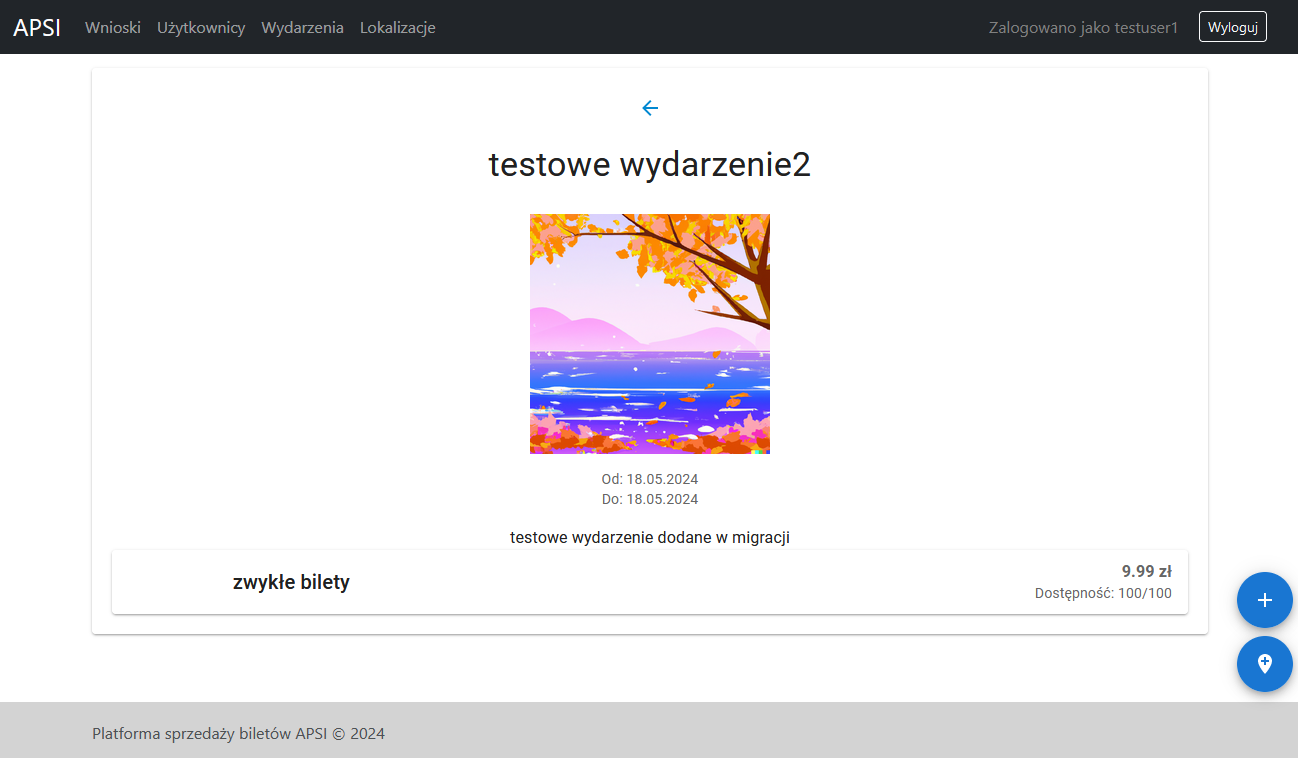 APSI Wnioski Użytkownicy Wydarzenia Lokalizacje Zalogowano jako testuser1 Wyloguj
testowe wydarzenie2
Od: 18.05.2024
Do: 18.05.2024
testowe wydarzenie dodane w migracji
zwykłe bilety
9.99 zł
Dostępność: 100/100
Platforma sprzedaży biletów APSI © 2024